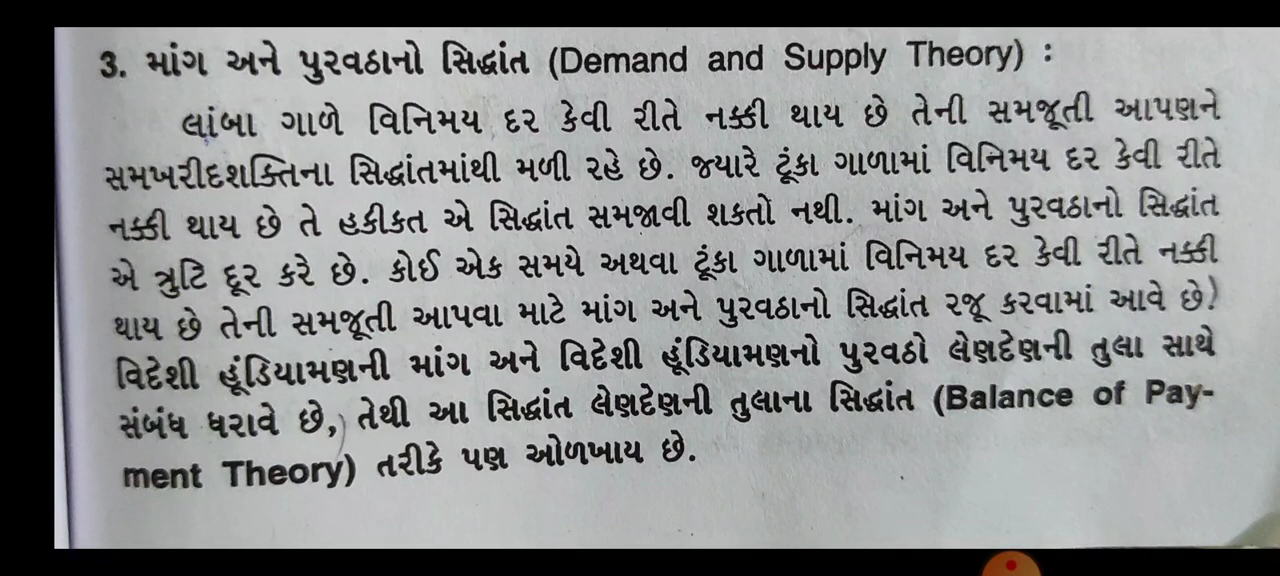 3. માંગ અને પુરવઠાનો સિદ્ધાંત (Demand and Supply Theory) :
લાંબા ગાળે વિનિમય દર કેવી રીતે નક્કી થાય છે તેની સમજૂતી આપણને
સમખરીદશક્તિના સિદ્ધાંતમાંથી મળી રહે છે. જ્યારે ટૂંકા ગાળામાં વિનિમય દર કેવી રીતે
નક્કી થાય છે તે હકીકત એ સિદ્ધાંત સમજાવી શકતો નથી. માંગ અને પુરવઠાનો સિદ્ધાંત
એ ત્રુટિ દૂર કરે છે. કોઈ એક સમયે અથવા ટૂંકા ગાળામાં વિનિમય દર કેવી રીતે નક્કી
થાય છે તેની સમજૂતી આપવા માટે માંગ અને પુરવઠાનો સિદ્ધાંત રજૂ કરવામાં આવે છે.
વિદેશી હૂંડિયામણની માંગ અને વિદેશી હૂંડિયામણનો પુરવઠો લેણદેણની તુલા સાથે
સંબંધ ધરાવે છે, તેથી આ સિદ્ધાંત લેણદેણની તુલાના સિદ્ધાંત (Balance of Pay-
ment Theory) તરીકે પણ ઓળખાય છે.